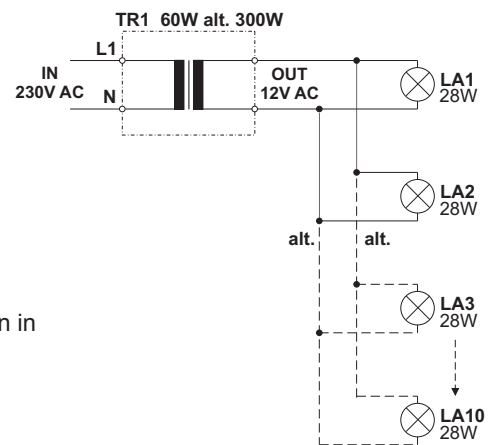 TR1 60W alt. 300W
L1
IN
230V AC
N
OUT
12V AC
LA1
28W
LA2
28W
alt.
alt.
LA3
28W
n in
LA10
28W